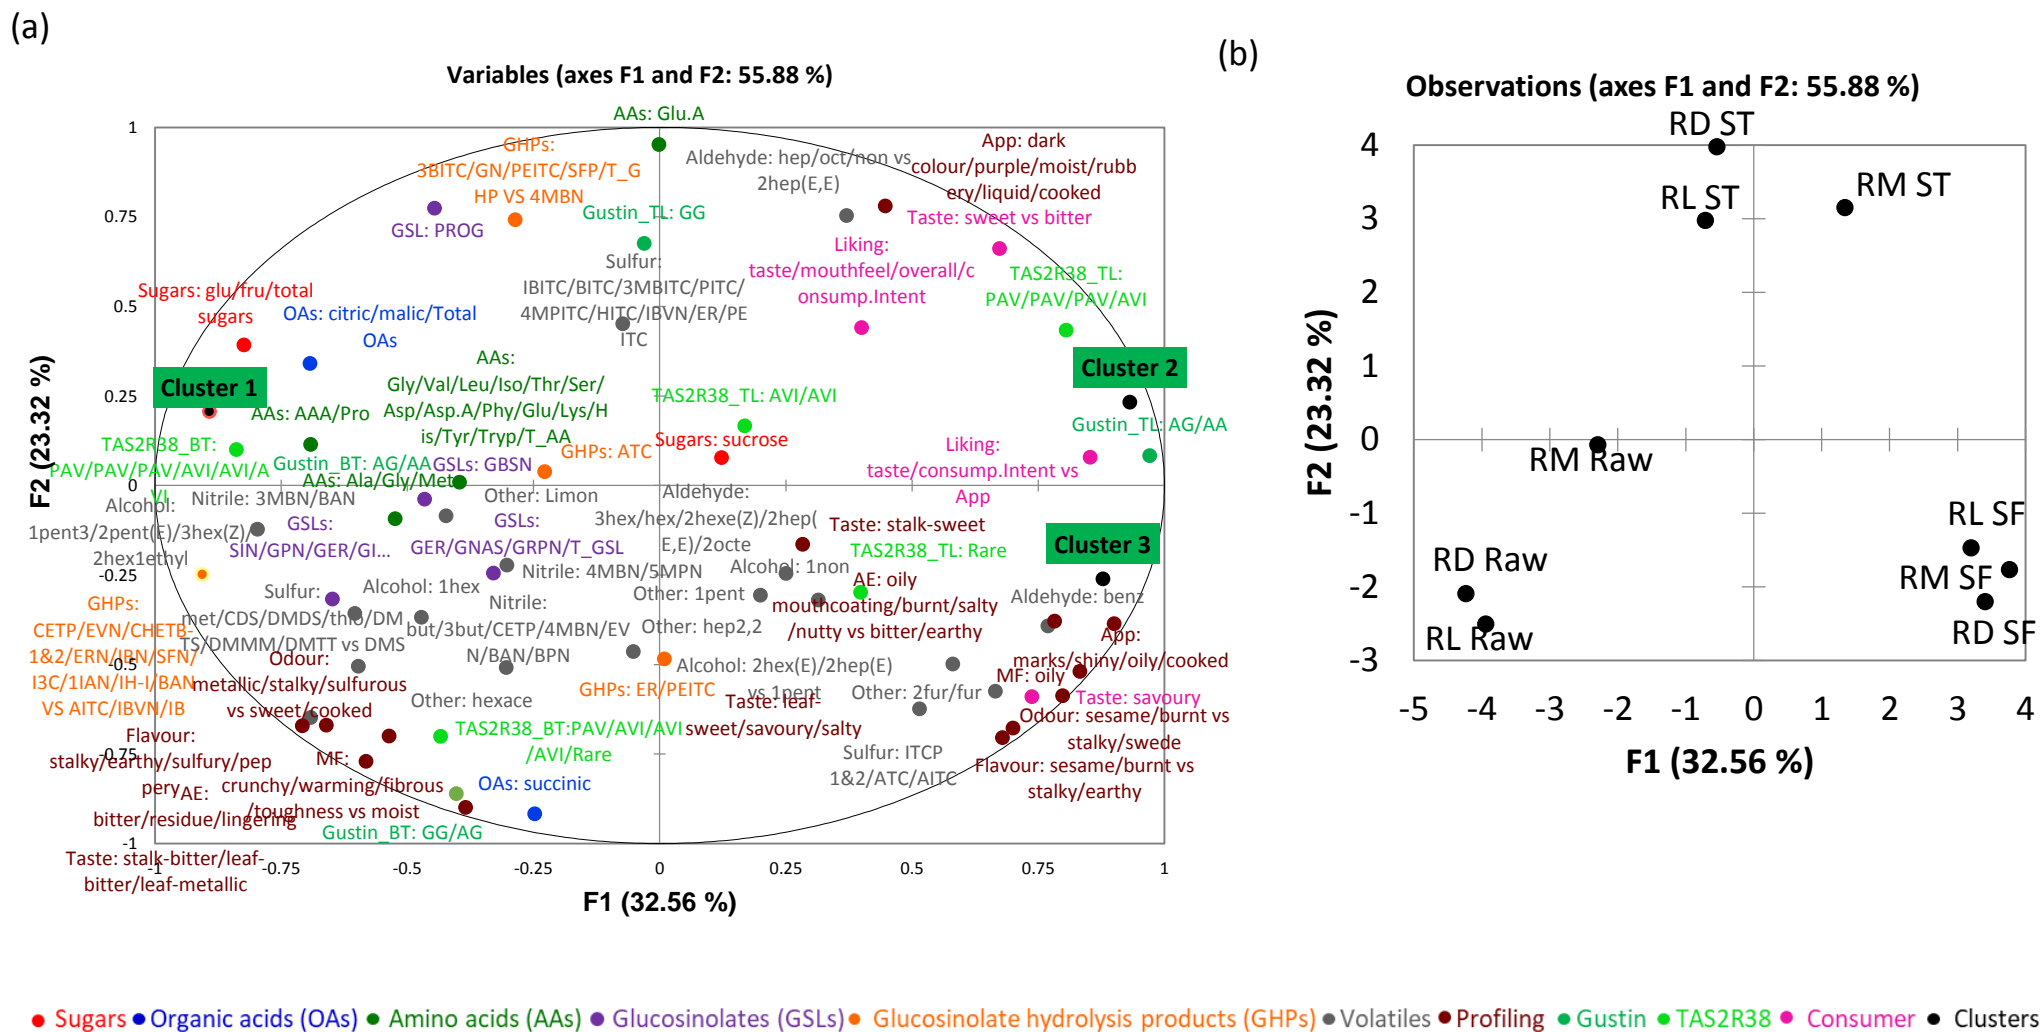 (a)
Variables (axes F1 and F2: 55.88 %)
AAs: Glu.A
GHPs:
3BITC/GN/PEITC/SFP/T_G
HP VS 4MBN
Aldehyde: hep/oct/non vs
2hep(E,E)
App: dark
colour/purple/moist/rubb
ery/liquid/cooked
GSL: PROG
Gustin_TL: GG
Taste: sweet vs bitter
Liking:
taste/mouthfeel/overall/c
onsump.Intent
Sulfur:
IBITC/BITC/3MBITC/PITC/
4MPITC/HITC/IBVN/ER/PE
ITC
TAS2R38_TL:
PAV/PAV/PAV/AVI
Sugars: glu/fru/total
sugars
OAs: citric/malic/Total
OAs
Cluster 1
Cluster 2
AAs:
Gly/Val/Leu/Iso/Thr/Ser/
Asp/Asp.A/Phy/Glu/Lys/H
is/Tyr/Tryp/T_AA
AAs: AAA/Pro
TAS2R38_TL: AVI/AVI
Gustin_TL: AG/AA
TAS2R38_BT:
PAV/PAV/PAV/AVI/AVI/A
VI
Gustin_BT: AG/AA
GSLs: GBSN
GHPs: ATC
Sugars: sucrose
Liking:
taste/consump.Intent vs
App
AAs: Ala/Gly/Met
Nitrile: 3MBN/BAN
Other: Limon
Alcohol:
1pent3/2pent(E)/3hex(Z)/
2hex1ethyl
GSLs:
SIN/GPN/GER/GI...
GSLs:
GER/GNAS/GRPN/T_GSL
Aldehyde:
3hex/hex/2hexe(Z)/2hep(
E,E)/2octe
Taste: stalk-sweet
TAS2R38_TL: Rare
Cluster 3
Nitrile: 4MBN/5MPN
Alcohol: 1non
Alcohol: 1hex
Other: 1pent
AE: oily
mouthcoating/burnt/salty
/nutty vs bitter/earthy
Aldehyde: benz
GHPs:
CETP/EVN/CHETB-
1&2/ERN/IBN/SFN/
I3C/1IAN/IH-I/BAN
VS AITC/IBVN/IB
Sulfur:
met/CDS/DMDS/thio/DM
TS/DMMM/DMTT vs DMS
Nitrile:
but/3but/CETP/4MBN/EV
N/BAN/BPN
Other: hep2,2
App:
marks/shiny/oily/cooked
Odour:
metallic/stalky/sulfurous
vs sweet/cooked
GHPs: ER/PEITC
Alcohol: 2hex(E)/2hep(E)
vs 1pent
MF: oily
Other: hexace
Other: 2fur/fur
Taste: savoury
Taste: leaf-
sweet/savoury/salty
Odour: sesame/burnt vs
stalky/swede
TAS2R38_BT:PAV/AVI/AVI
/AVI/Rare
Flavour:
stalky/earthy/sulfury/pep
pery
MF:
crunchy/warming/fibrous
/toughness vs moist
Sulfur: ITCP
1&2/ATC/AITC
Flavour: sesame/burnt vs
stalky/earthy
AE:
bitter/residue/lingering
OAs: succinic
Gustin_BT: GG/AG
Taste: stalk-bitter/leaf-
bitter/leaf-metallic
1
0.75
0.5
0.25
0
-0.25
-0.5
-0.75
-1
F2 (23.32 %)
-1 -0.75 -0.5 -0.25 0 0.25 0.5 0.75 1
F1 (32.56 %)
(b)
Observations (axes F1 and F2: 55.88 %)
RD ST
RL ST
RM ST
RM Raw
RL SF
RD Raw
RM SF
RL Raw
RD SF
4
3
2
1
0
-1
-2
-3
F2 (23.32 %)
-5 -4 -3 -2 -1 0 1 2 3 4
F1 (32.56 %)
Sugars Organic acids (OAs) Amino acids (AAs) Glucosinolates (GSLs) Glucosinolate hydrolysis products (GHPs) Volatiles Profiling Gustin TAS2R38 Consumer Clusters